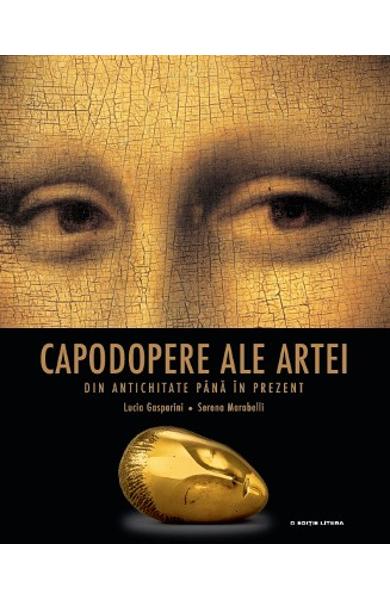 CAPODOPERE ALE ARTEI
DIN ANTICHITATE PÂNĂ ÎN PREZENT
Lucia Gasparini • Serena Marabelli
O EDIȚIE LITERA